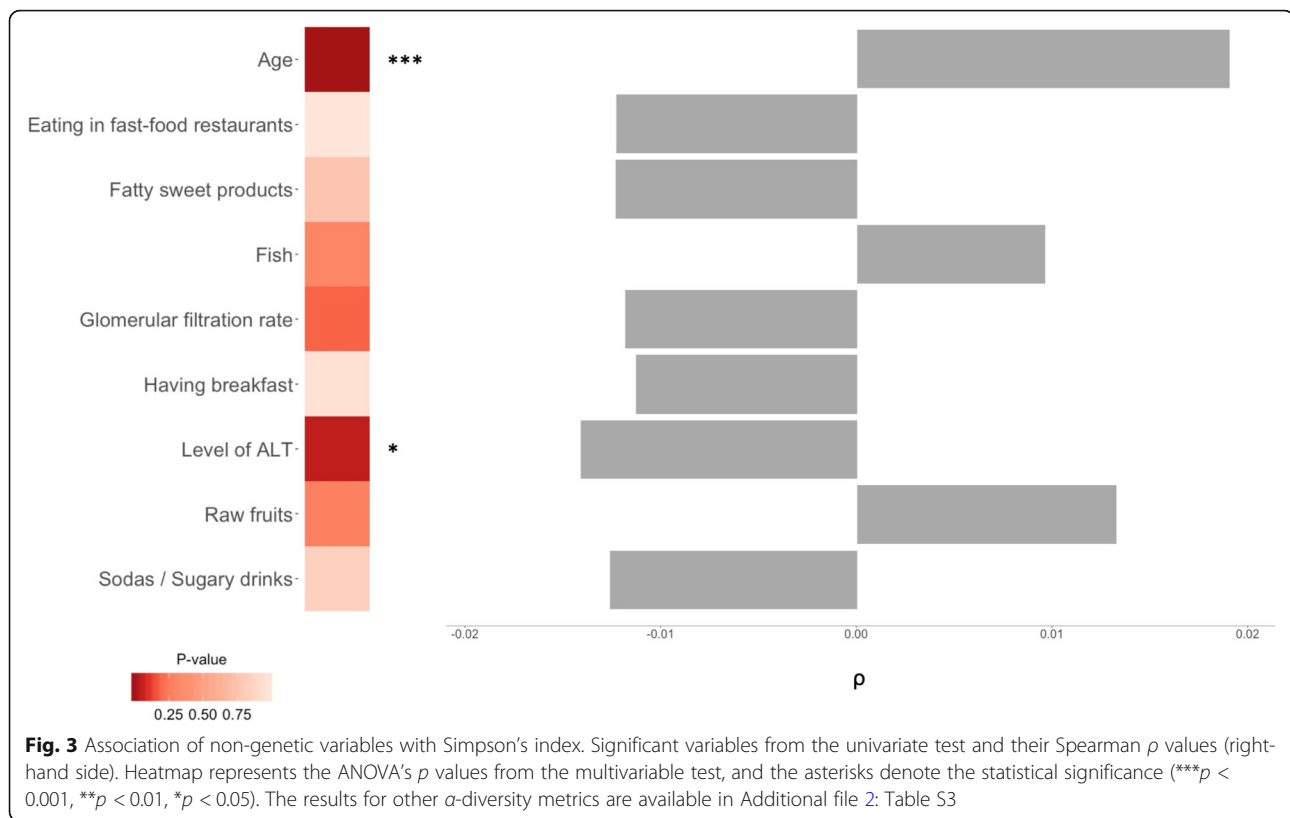 Age
***
Eating in fast-food restaurants
Fatty sweet products
Fish
Glomerular filtration rate
Having breakfast
Level of ALT
*
Raw fruits
Sodas / Sugary drinks
-0.02 -0.01 0.00 0.01 0.02
ρ
P-value
0.25 0.50 0.75
Fig. 3 Association of non-genetic variables with Simpson’s index. Significant variables from the univariate test and their Spearman ρ values (right-
hand side). Heatmap represents the ANOVA’s p values from the multivariable test, and the asterisks denote the statistical significance (***p <
0.001, **p < 0.01, *p < 0.05). The results for other α-diversity metrics are available in Additional file 2: Table S3